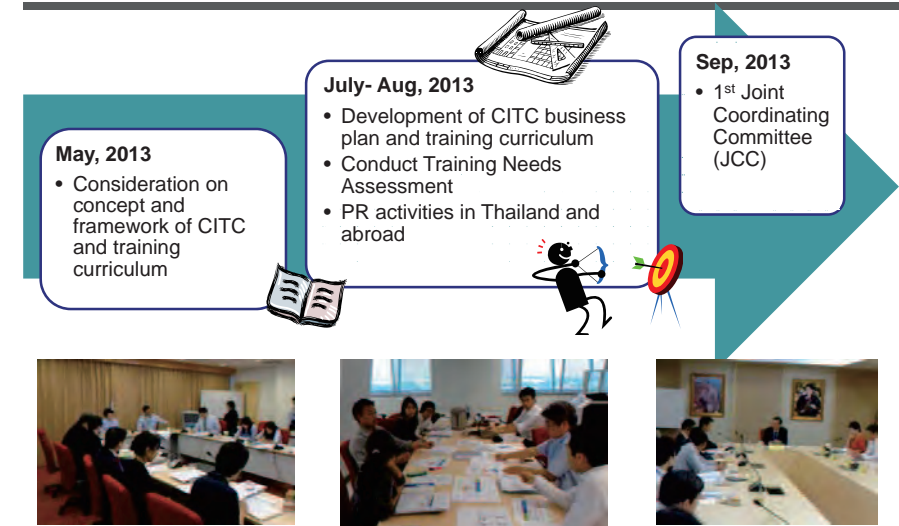 May, 2013
• Consideration on
concept and
framework of CITC
and training
curriculum
July- Aug, 2013
• Development of CITC business
plan and training curriculum
• Conduct Training Needs
Assessment
• PR activities in Thailand and
abroad
Sep, 2013
• 1st Joint
Coordinating
Committee
(JCC)